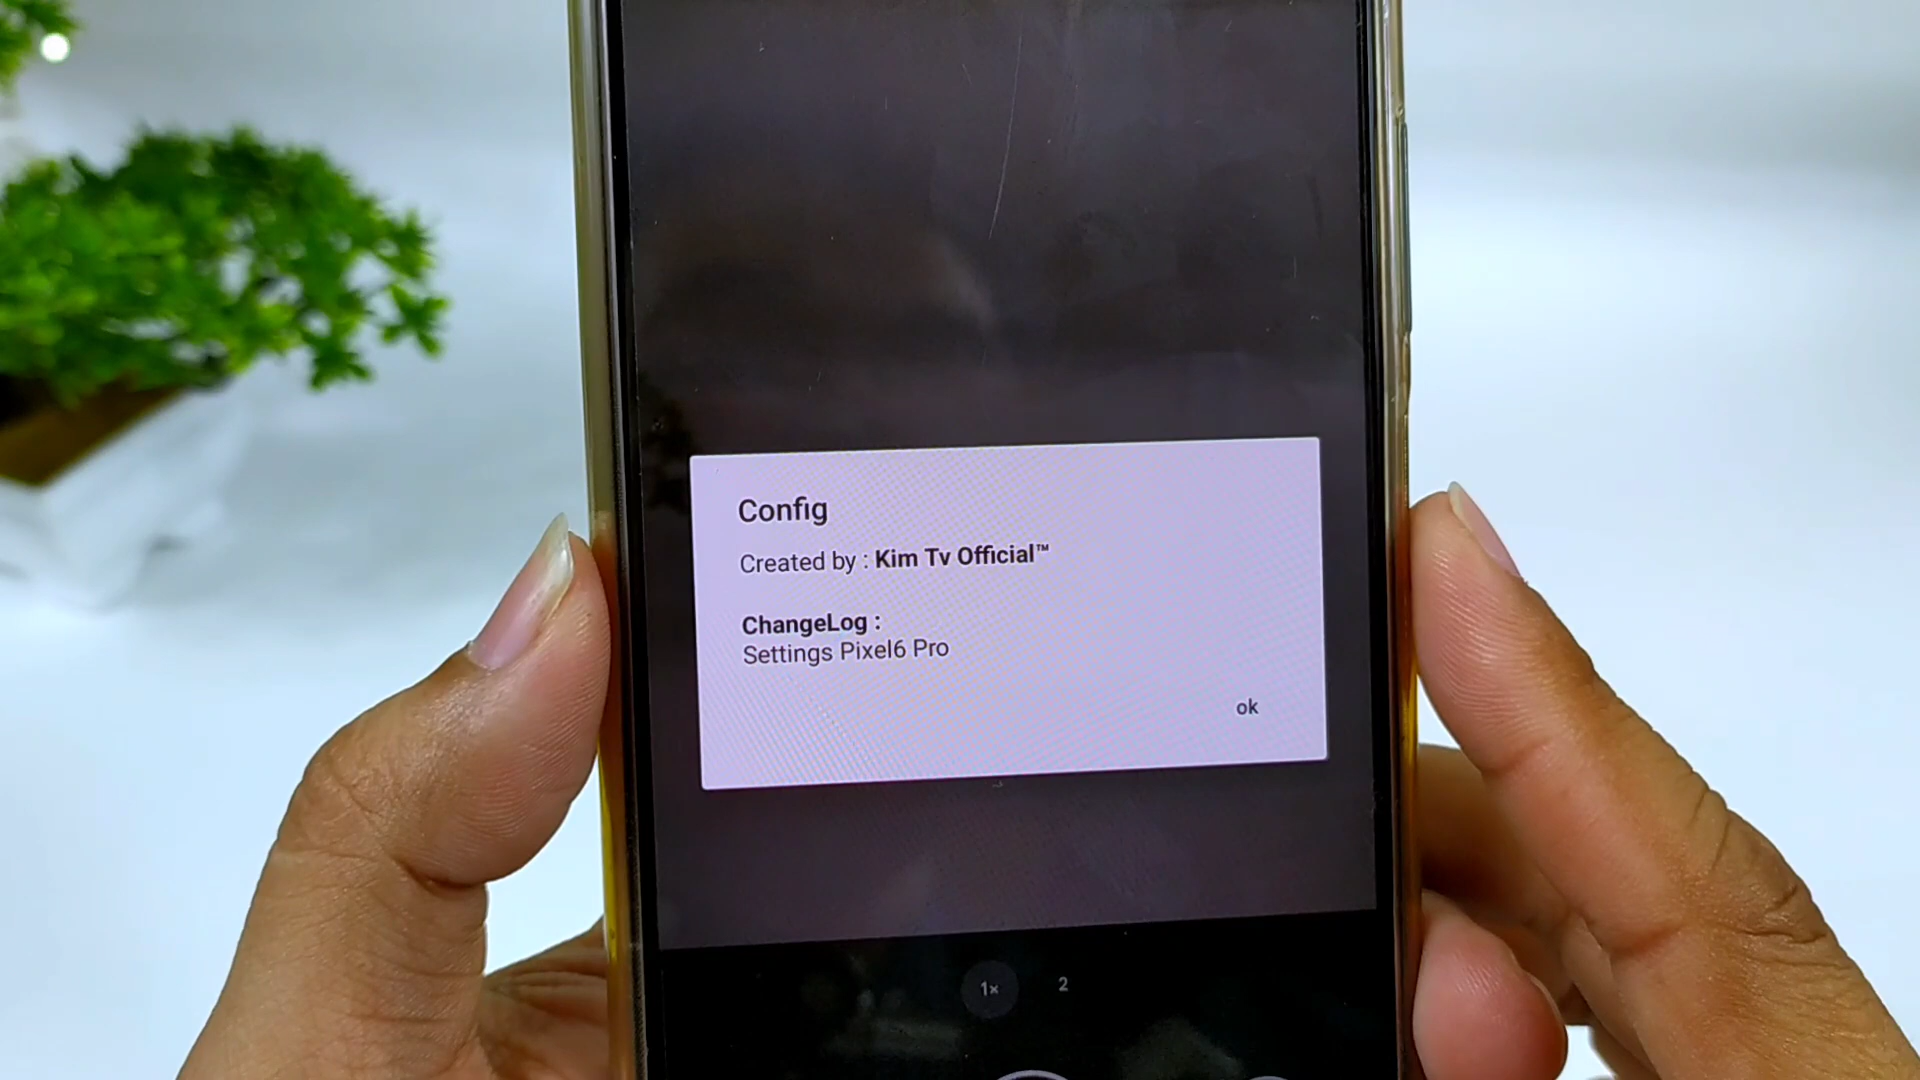 Config
Created by : Kim Tv Official™
ChangeLog :
Settings Pixel6 Pro
ok
1×
2